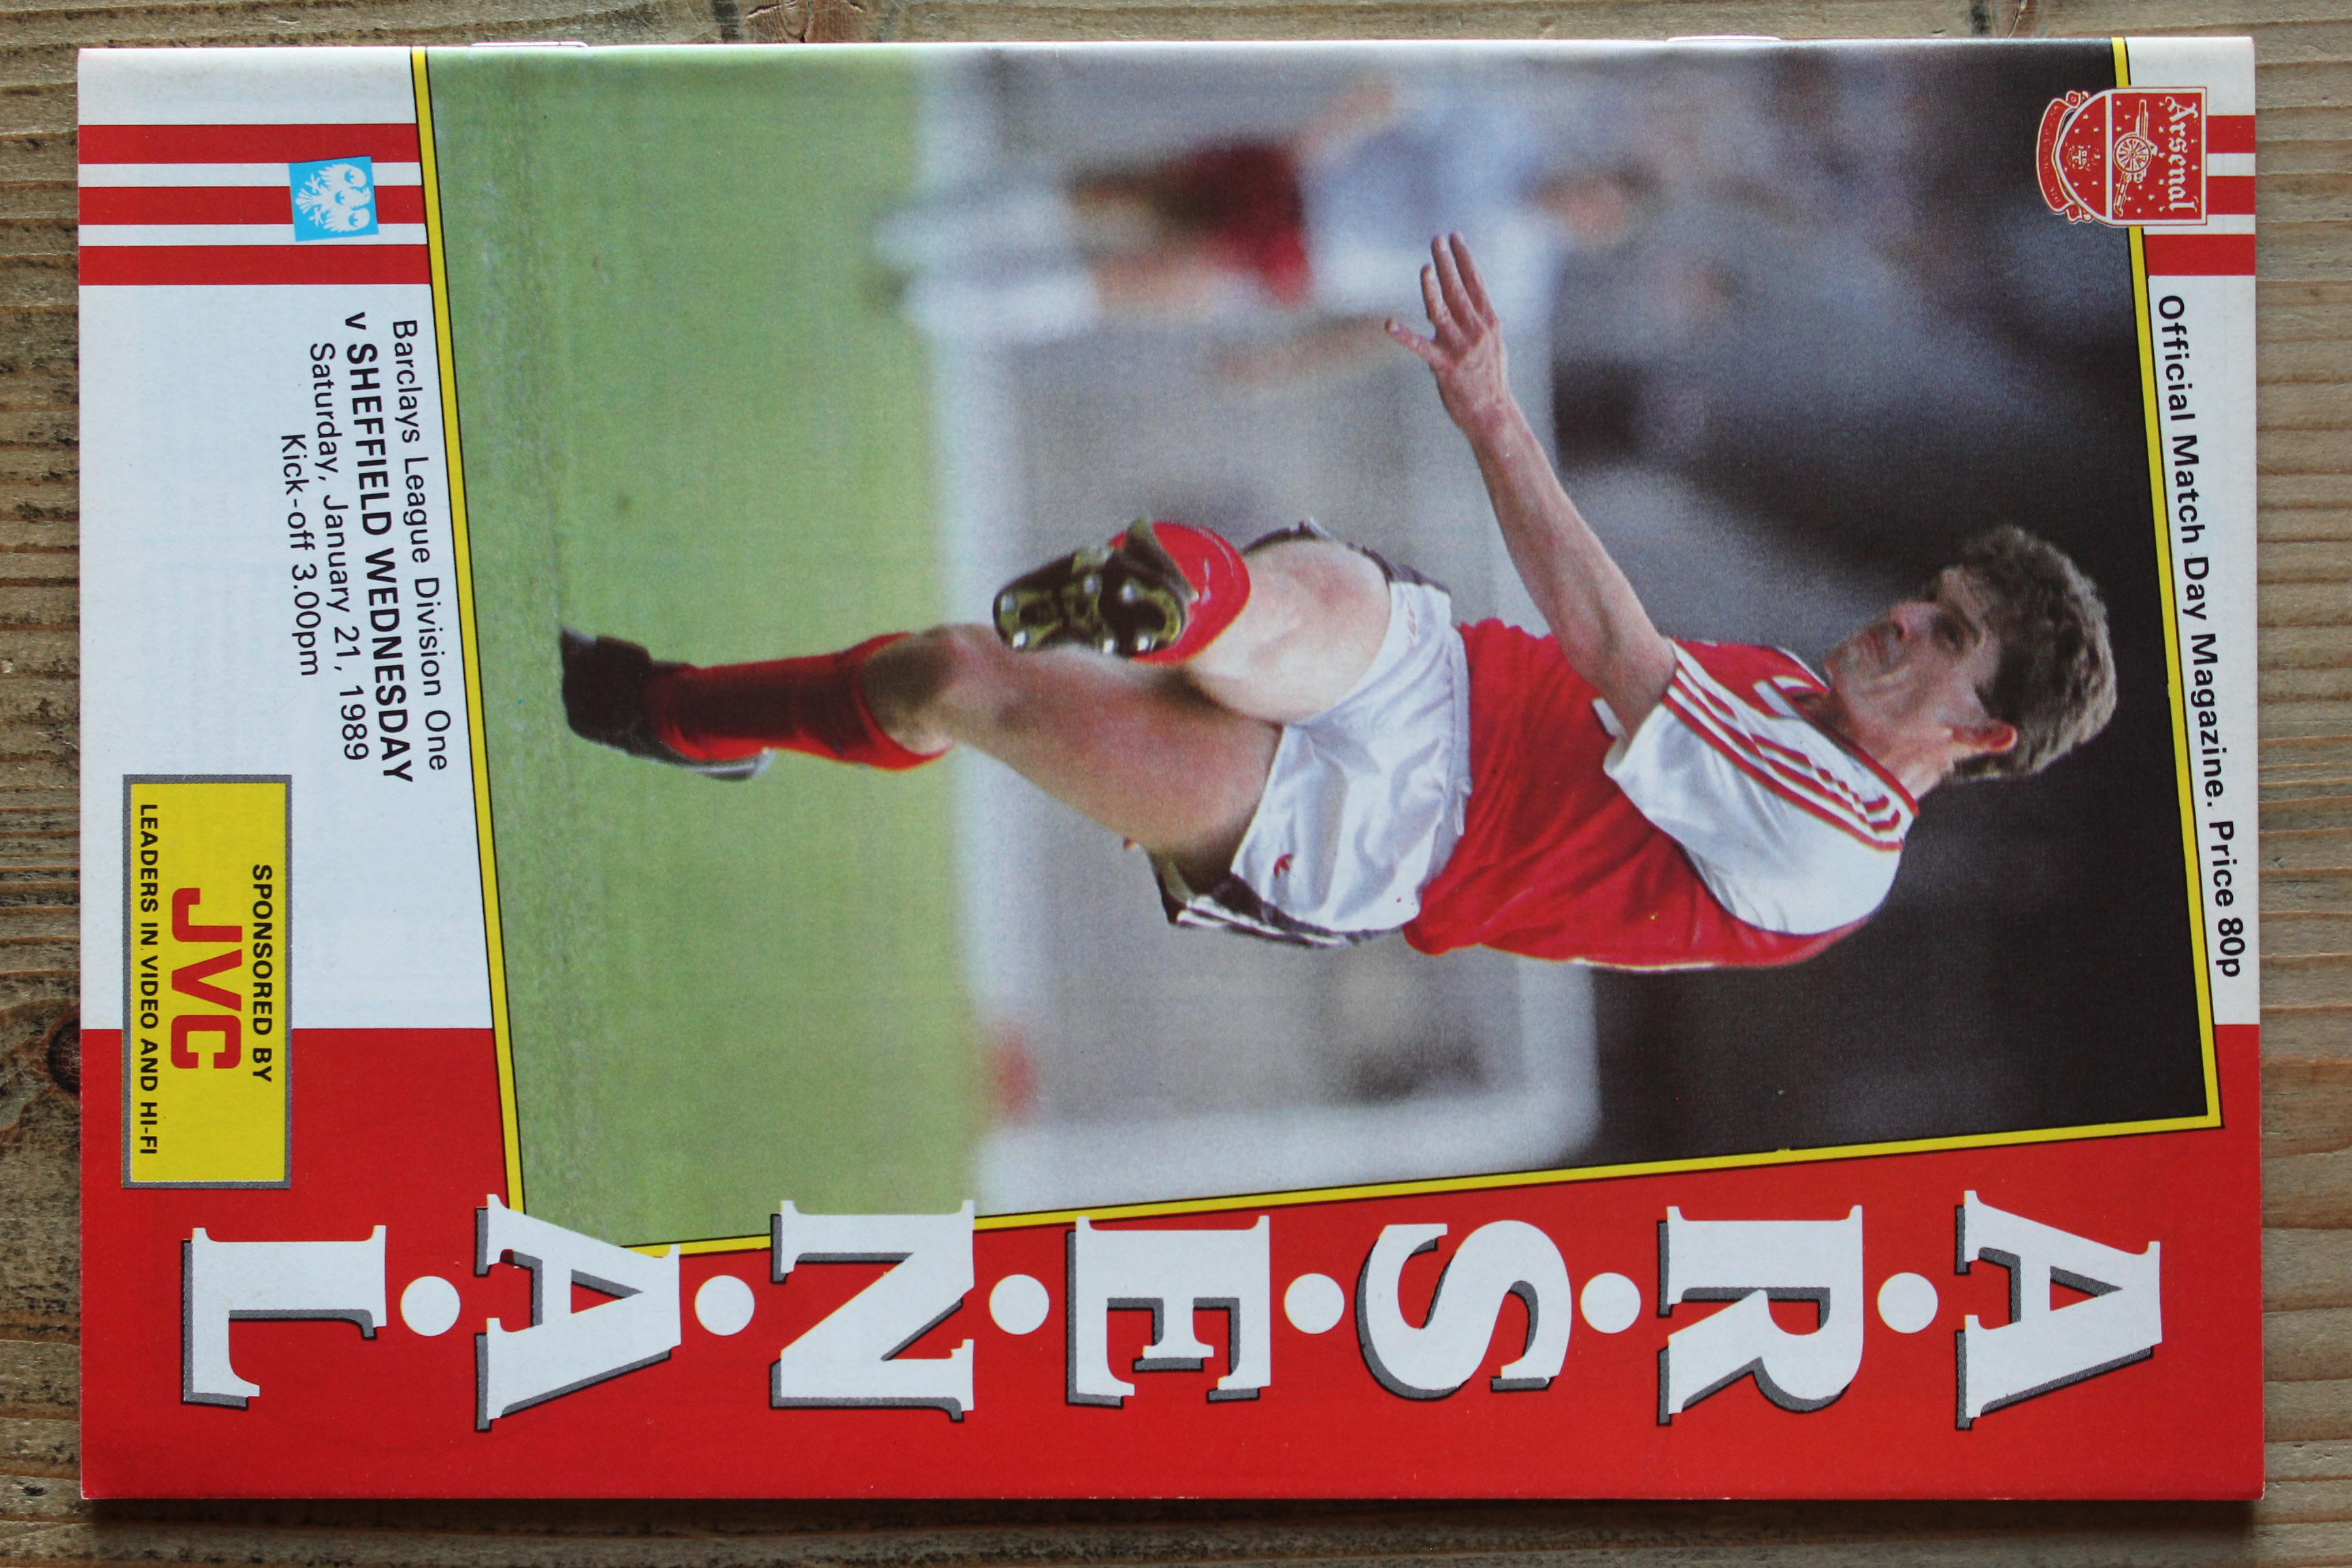 Arsenal
Official Match Day Magazine. Price 80p
A•R•S•E•N•A•L
Barclays League Division One
v SHEFFIELD WEDNESDAY
Saturday, January 21, 1989
Kick-off 3.00pm
SPONSORED BY
JVC
LEADERS IN VIDEO AND HI-FI